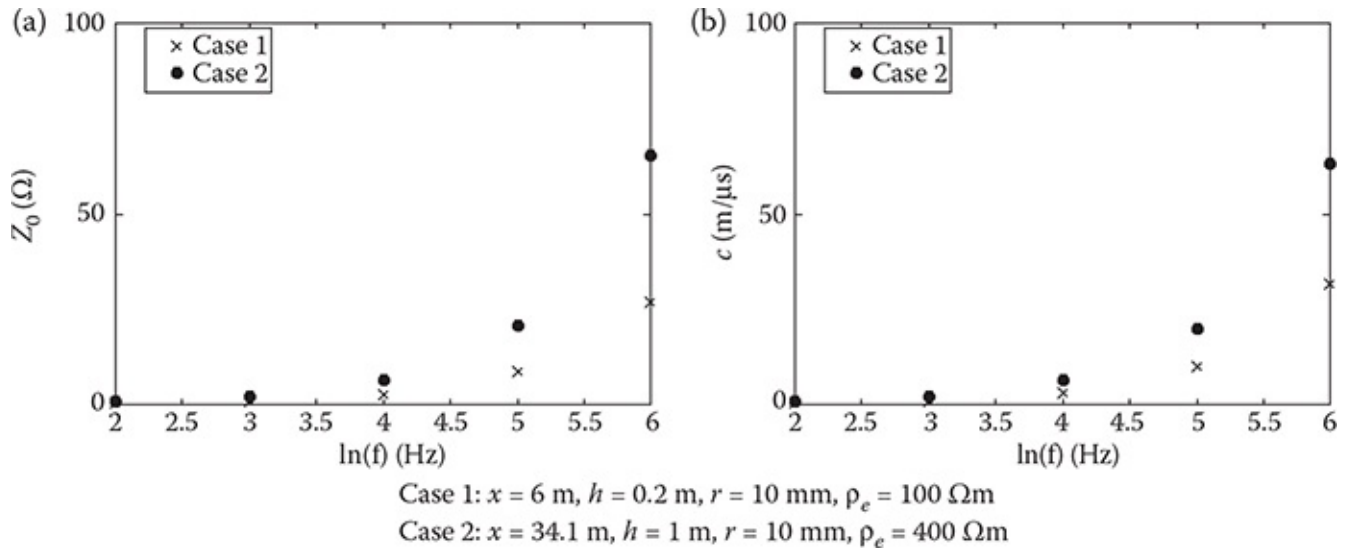 (a)
100
50
0
Z₀ (Ω)
× Case 1
● Case 2
2 2.5 3 3.5 4 4.5 5 5.5 6
ln(f) (Hz)
(b)
100
50
0
c (m/μs)
× Case 1
● Case 2
2 2.5 3 3.5 4 4.5 5 5.5 6
ln(f) (Hz)
Case 1: x = 6 m, h = 0.2 m, r = 10 mm, ρₑ = 100 Ωm
Case 2: x = 34.1 m, h = 1 m, r = 10 mm, ρₑ = 400 Ωm